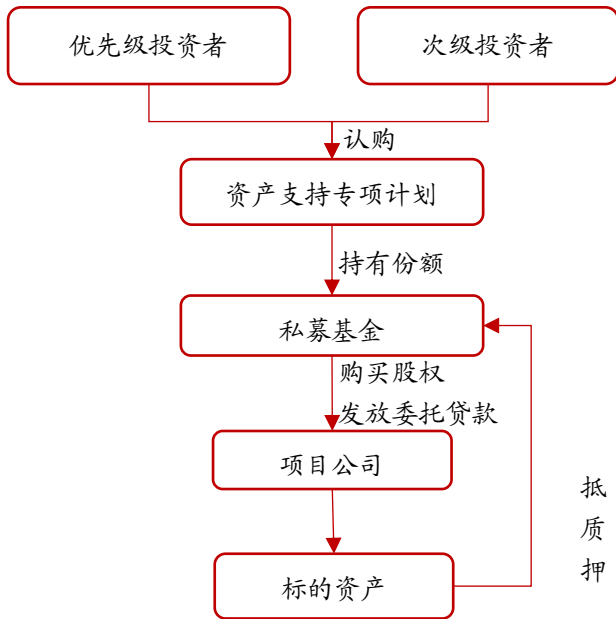 优先级投资者
次级投资者
认购
资产支持专项计划
持有份额
私募基金
购买股权
发放委托贷款
项目公司
标的资产
抵
质
押